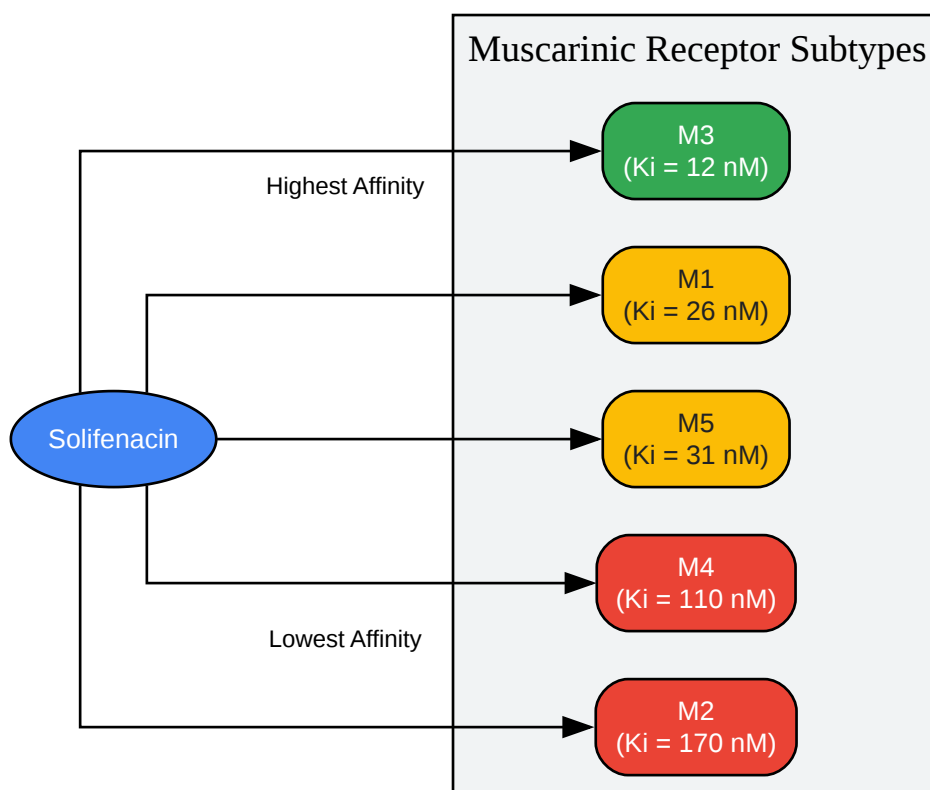 Muscarinic Receptor Subtypes
M3
(Ki = 12 nM)
Highest Affinity
M1
(Ki = 26 nM)
Solifenacin
M5
(Ki = 31 nM)
M4
(Ki = 110 nM)
Lowest Affinity
M2
(Ki = 170 nM)